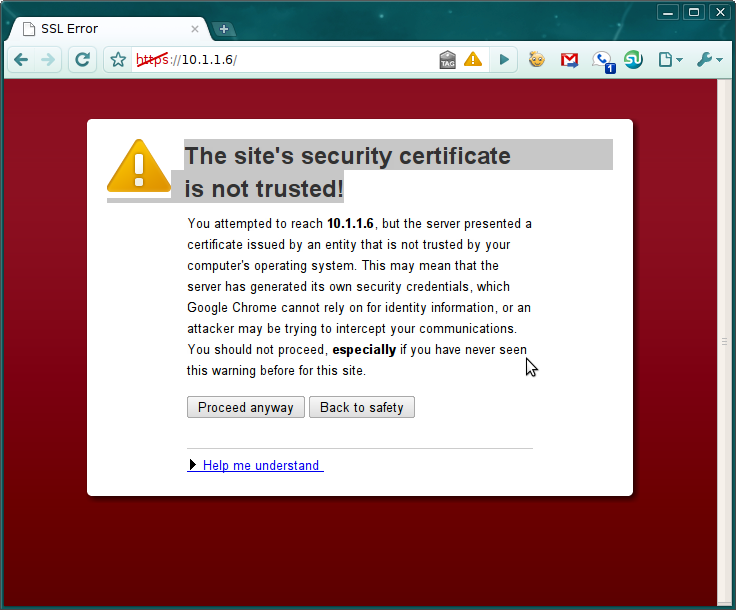 SSL Error
https://10.1.1.6/
TAG
1
The site's security certificate
is not trusted!
You attempted to reach 10.1.1.6, but the server presented a
certificate issued by an entity that is not trusted by your
computer's operating system. This may mean that the
server has generated its own security credentials, which
Google Chrome cannot rely on for identity information, or an
attacker may be trying to intercept your communications.
You should not proceed, especially if you have never seen
this warning before for this site.
Proceed anyway Back to safety
Help me understand